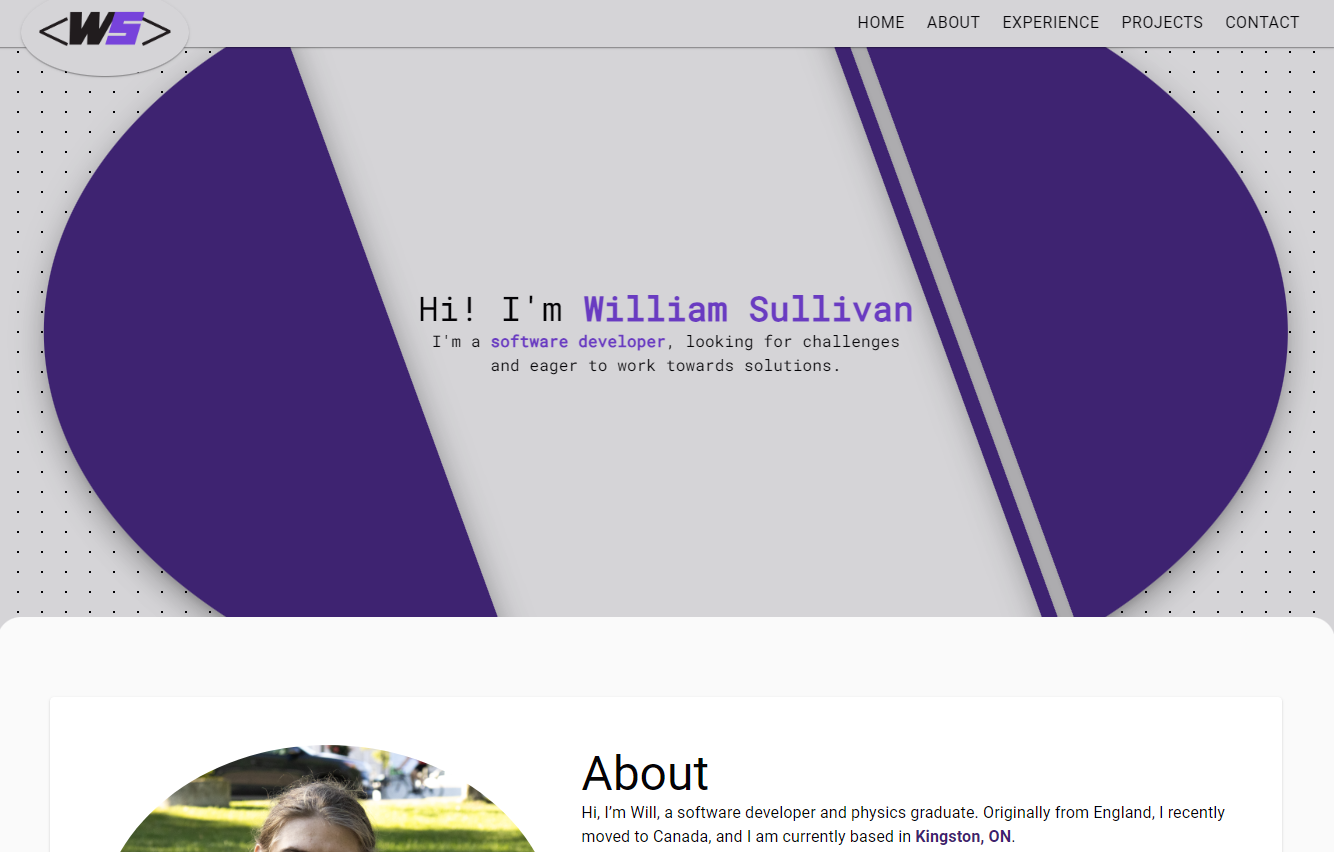 <WS>
HOME ABOUT EXPERIENCE PROJECTS CONTACT
Hi! I'm William Sullivan
I'm a software developer, looking for challenges
and eager to work towards solutions.
About
Hi, I’m Will, a software developer and physics graduate. Originally from England, I recently
moved to Canada, and I am currently based in Kingston, ON.